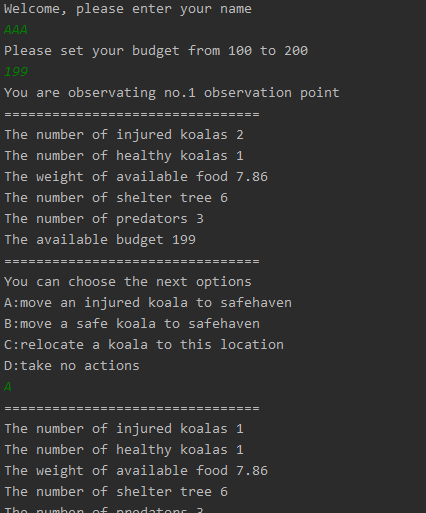 Welcome, please enter your name
AAA
Please set your budget from 100 to 200
199
You are observating no.1 observation point
================================
The number of injured koalas 2
The number of healthy koalas 1
The weight of available food 7.86
The number of shelter tree 6
The number of predators 3
The available budget 199
================================
You can choose the next options
A:move an injured koala to safehaven
B:move a safe koala to safehaven
C:relocate a koala to this location
D:take no actions
A
================================
The number of injured koalas 1
The number of healthy koalas 1
The weight of available food 7.86
The number of shelter tree 6
The number of predators 3